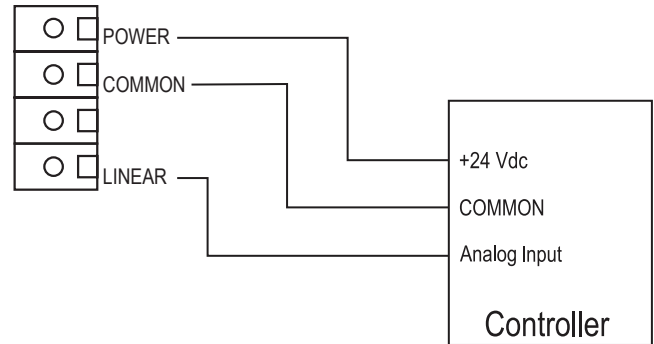 POWER
COMMON
LINEAR
+24 Vdc
COMMON
Analog Input
Controller